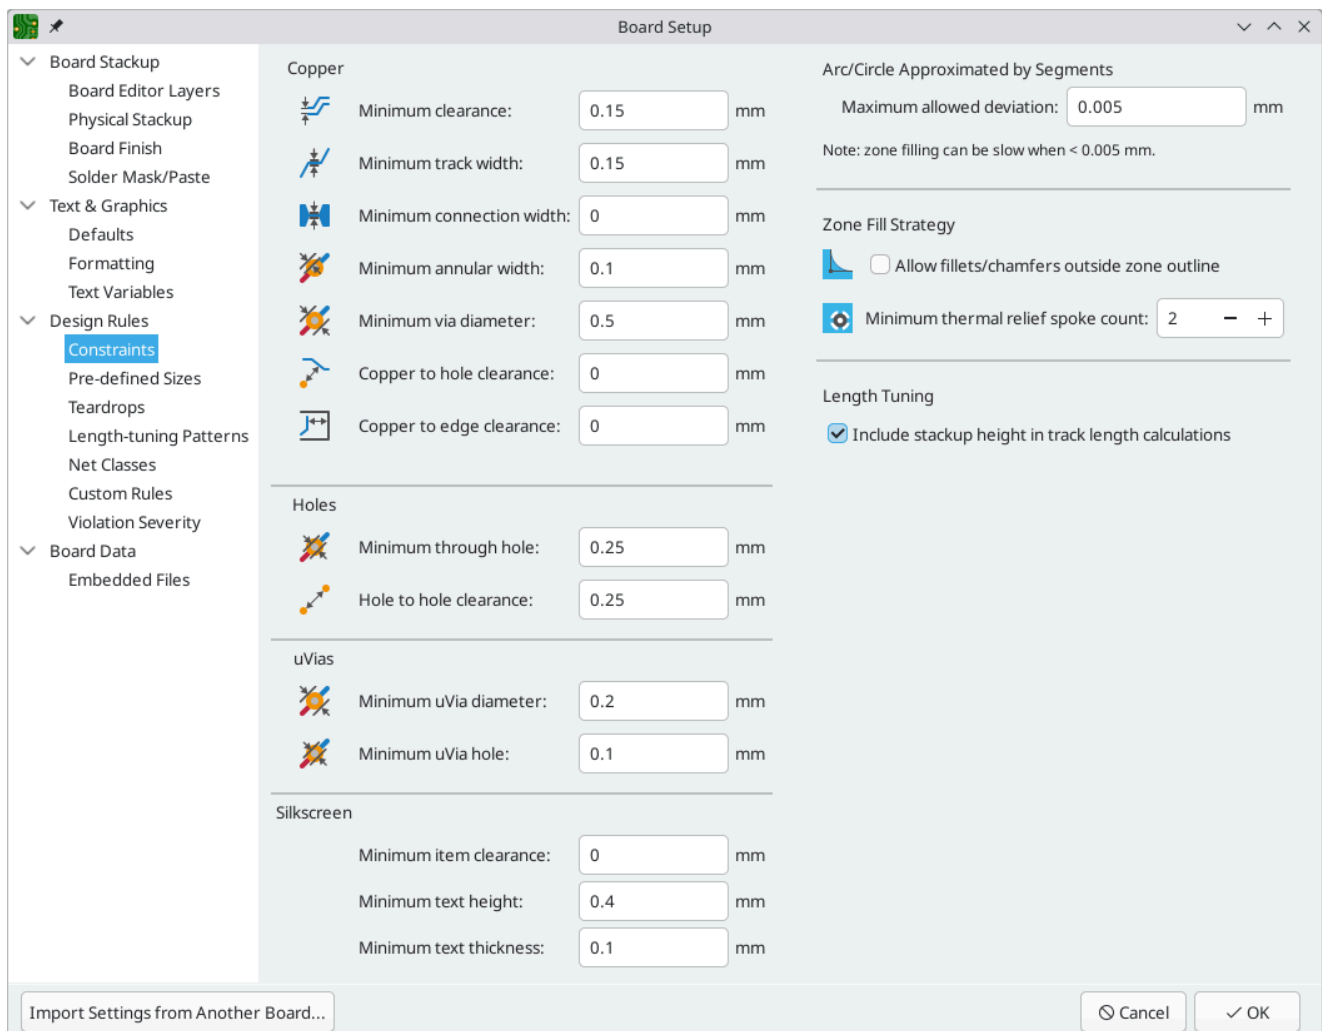 Board Setup
Board Stackup
Board Editor Layers
Physical Stackup
Board Finish
Solder Mask/Paste
Text & Graphics
Defaults
Formatting
Text Variables
Design Rules
Constraints
Pre-defined Sizes
Teardrops
Length-tuning Patterns
Net Classes
Custom Rules
Violation Severity
Board Data
Embedded Files
Copper
Minimum clearance: 0.15 mm
Minimum track width: 0.15 mm
Minimum connection width: 0 mm
Minimum annular width: 0.1 mm
Minimum via diameter: 0.5 mm
Copper to hole clearance: 0 mm
Copper to edge clearance: 0 mm
Holes
Minimum through hole: 0.25 mm
Hole to hole clearance: 0.25 mm
uVias
Minimum uVia diameter: 0.2 mm
Minimum uVia hole: 0.1 mm
Silkscreen
Minimum item clearance: 0 mm
Minimum text height: 0.4 mm
Minimum text thickness: 0.1 mm
Arc/Circle Approximated by Segments
Maximum allowed deviation: 0.005 mm
Note: zone filling can be slow when < 0.005 mm.
Zone Fill Strategy
Allow fillets/chamfers outside zone outline
Minimum thermal relief spoke count: 2 − +
Length Tuning
Include stackup height in track length calculations
Import Settings from Another Board...
Cancel
OK